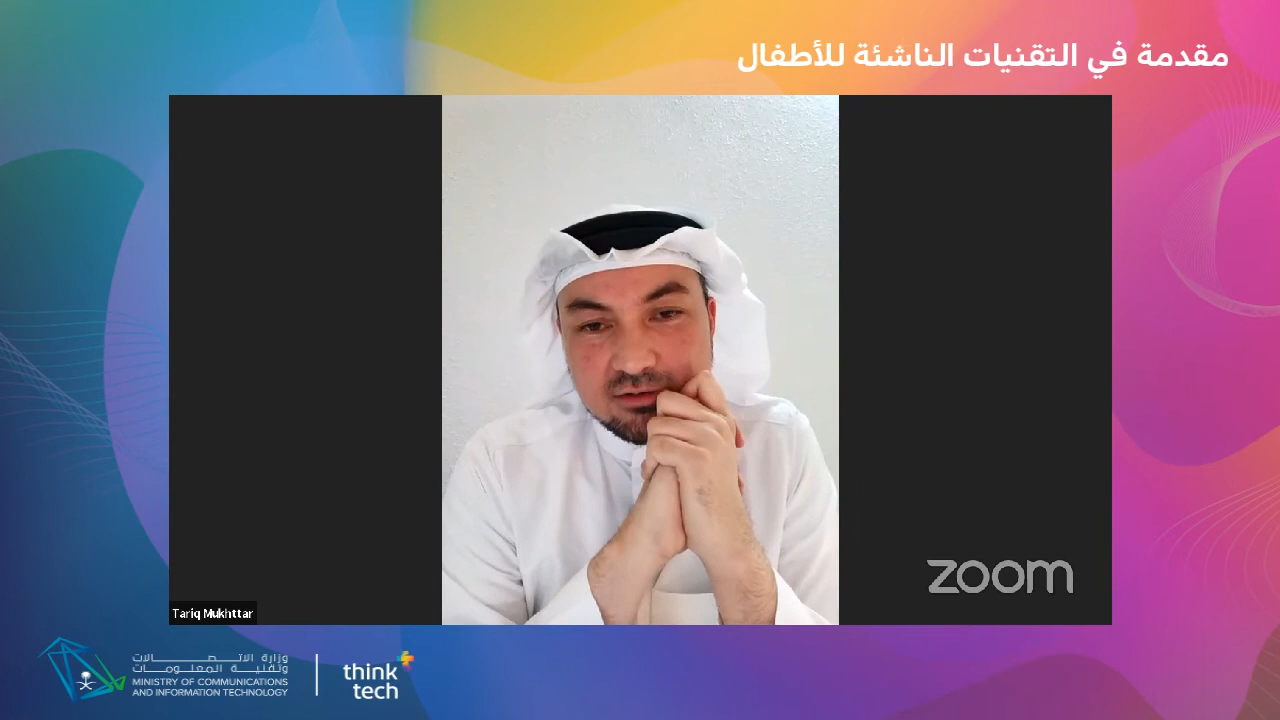 مقدمة في التقنيات الناشئة للأطفال
zoom
Tariq Mukhttar
وزارة الاتـصـالات
وتقنية المعلومات
MINISTRY OF COMMUNICATIONS
AND INFORMATION TECHNOLOGY
think
tech